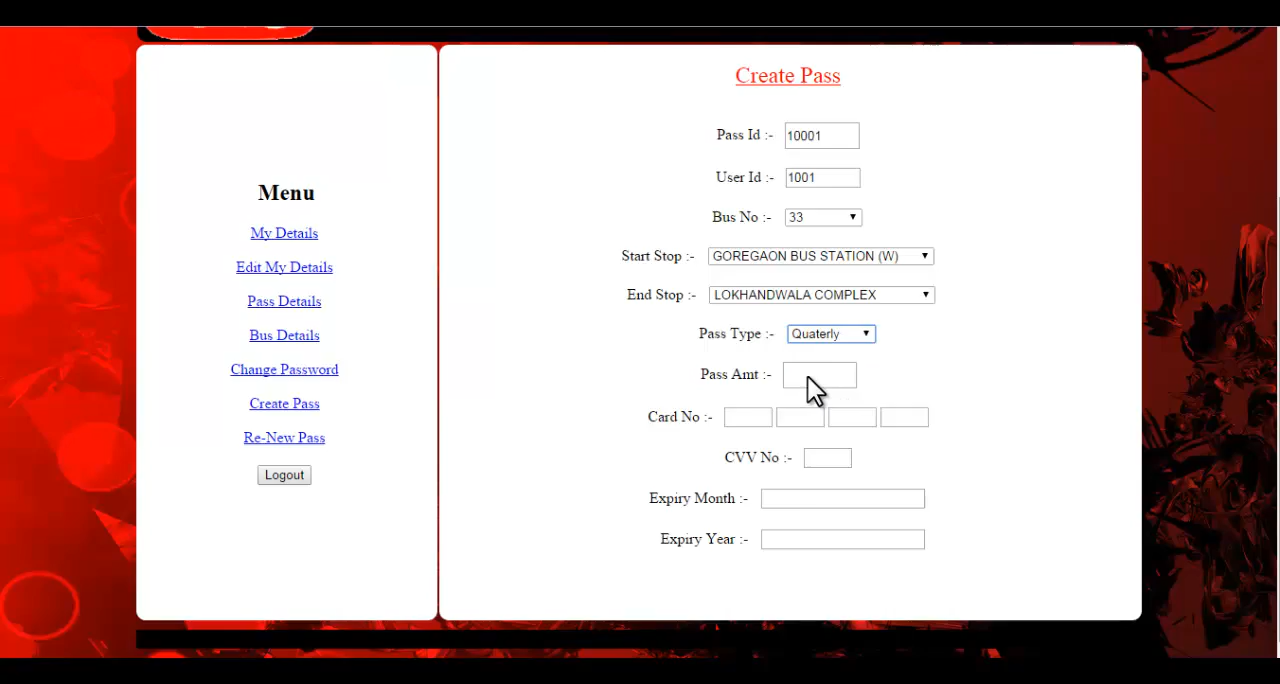 Menu
My Details
Edit My Details
Pass Details
Bus Details
Change Password
Create Pass
Re-New Pass
Logout
Create Pass
Pass Id :- 10001
User Id :- 1001
Bus No :- 33
Start Stop :- GOREGAON BUS STATION (W)
End Stop :- LOKHANDWALA COMPLEX
Pass Type :- Quaterly
Pass Amt :-
Card No :-
CVV No :-
Expiry Month :-
Expiry Year :-